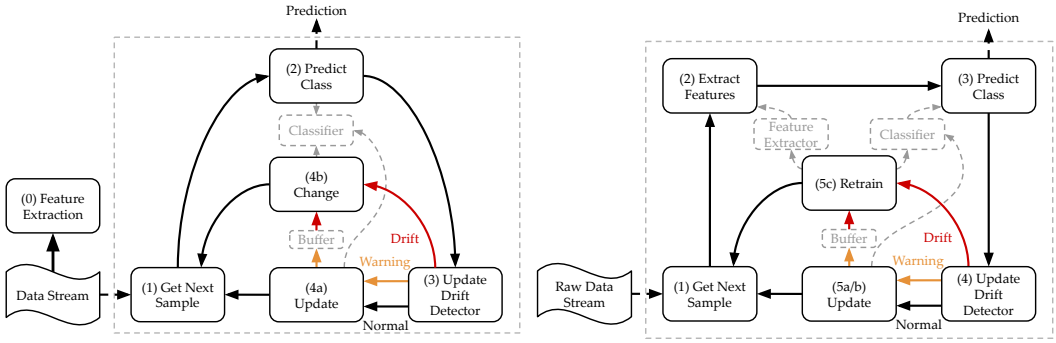 Prediction
(2) Predict
Class
Classifier
(4b)
Change
(0) Feature
Extraction
Buffer
Drift
Warning
Data Stream
(1) Get Next
Sample
(4a)
Update
(3) Update
Drift
Detector
Normal
Prediction
(2) Extract
Features
(3) Predict
Class
Feature
Extractor
Classifier
(5c) Retrain
Buffer
Drift
Warning
Raw Data
Stream
(1) Get Next
Sample
(5a/b)
Update
(4) Update
Drift
Detector
Normal